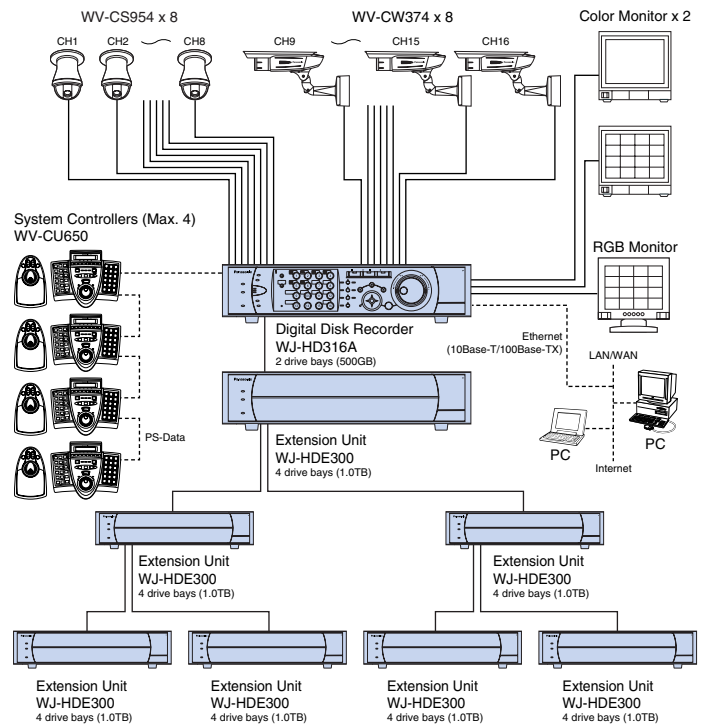 WV-CS954 x 8
WV-CW374 x 8
Color Monitor x 2
CH1
CH2
CH8
CH9
CH15
CH16
System Controllers (Max. 4)
WV-CU650
RGB Monitor
Panasonic
Digital Disk Recorder
WJ-HD316A
2 drive bays (500GB)
Ethernet
(10Base-T/100Base-TX)
LAN/WAN
Panasonic
PC
PC
Internet
PS-Data
Extension Unit
WJ-HDE300
4 drive bays (1.0TB)
Extension Unit
WJ-HDE300
4 drive bays (1.0TB)
Extension Unit
WJ-HDE300
4 drive bays (1.0TB)
Extension Unit
WJ-HDE300
4 drive bays (1.0TB)
Extension Unit
WJ-HDE300
4 drive bays (1.0TB)
Extension Unit
WJ-HDE300
4 drive bays (1.0TB)
Extension Unit
WJ-HDE300
4 drive bays (1.0TB)